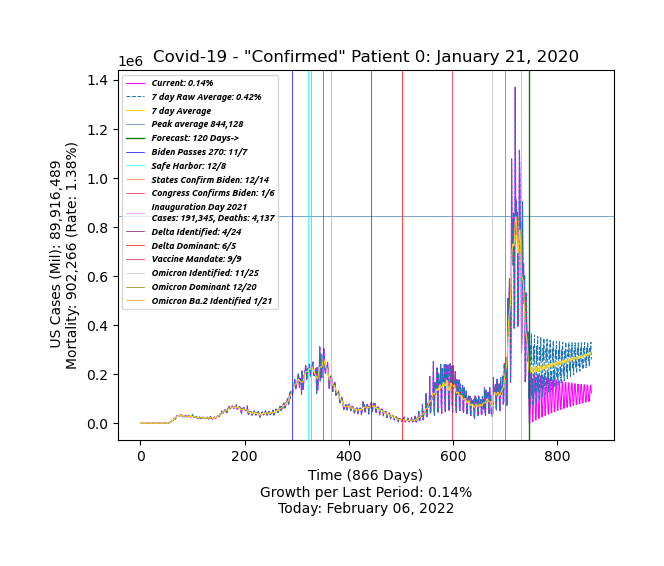 1e6
Covid-19 - "Confirmed" Patient 0: January 21, 2020
1.4
1.2
1.0
0.8
0.6
0.4
0.2
0.0
US Cases (Mil): 89,916,489
Mortality: 902,266 (Rate: 1.38%)
Current: 0.14%
7 day Raw Average: 0.42%
7 day Average
Peak average 844,128
Forecast: 120 Days->
Biden Passes 270: 11/7
Safe Harbor: 12/8
States Confirm Biden: 12/14
Congress Confirms Biden: 1/6
Inauguration Day 2021
Cases: 191,345, Deaths: 4,137
Delta Identified: 4/24
Delta Dominant: 6/5
Vaccine Mandate: 9/9
Omicron Identified: 11/25
Omicron Dominant 12/20
Omicron Ba.2 Identified 1/21
0 200 400 600 800
Time (866 Days)
Growth per Last Period: 0.14%
Today: February 06, 2022